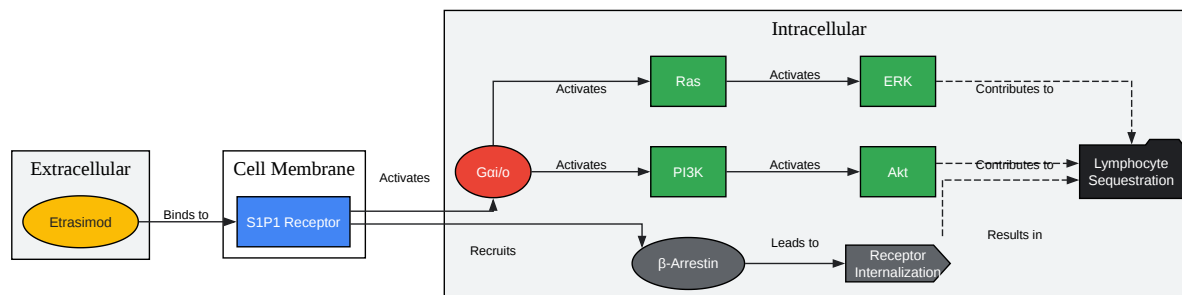 Intracellular
Ras
Activates
ERK
Activates
Contributes to
Extracellular
Cell Membrane
Activates
Gαi/o
Activates
PI3K
Activates
Akt
Contributes to
Lymphocyte
Sequestration
Etrasimod
Binds to
S1P1 Receptor
Recruits
β-Arrestin
Leads to
Receptor
Internalization
Results in